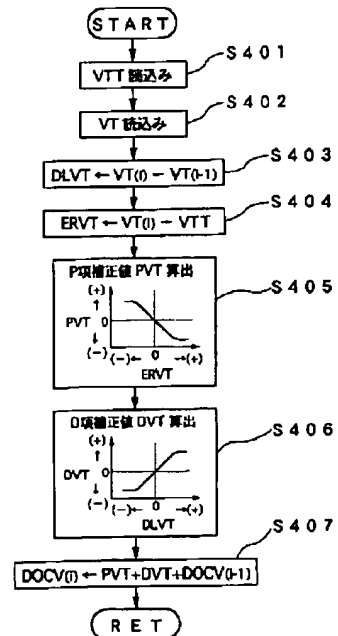 START
S401
VTT 読込み
S402
VT 読込み
S403
DLVT ← VT(i) − VT(i-1)
S404
ERVT ← VT(i) − VTT
S405
P項補正値 PVT 算出
(+)
↑
PVT 0
↓
(−)
(−)← 0 →(+)
ERVT
S406
D項補正値 DVT 算出
(+)
↑
DVT 0
↓
(−)
(−)← 0 →(+)
DLVT
S407
DOCV(i) ← PVT+DVT+DOCV(i-1)
RET